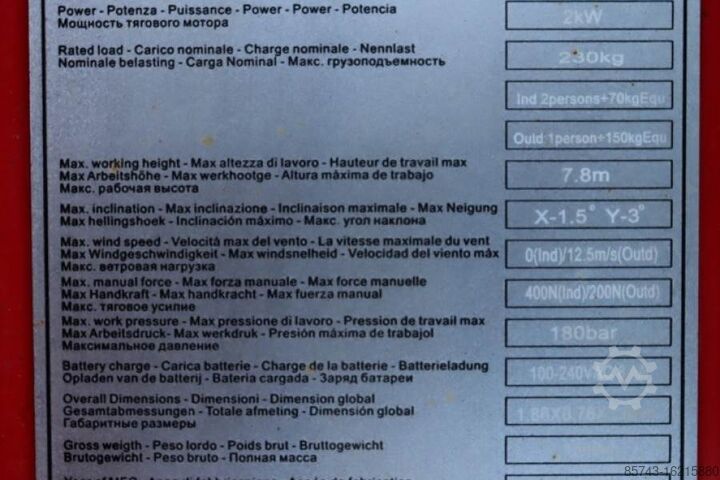 Power - Potenza - Puissance - Power - Power - Potencia
Мощность тягового мотора
2kW
Rated load - Carico nominale - Charge nominale - Nennlast
Nominale belasting - Carga Nominal - Макс. грузоподъемность
230kg
Ind 2persons+70kgEqu
Outd:1person+150kgEqu
Max. working height - Max altezza di lavoro - Hauteur de travail max
Max Arbeitshöhe - Max werkhootge - Altura máxima de trabajo
Макс. рабочая высота
7.8m
Max. inclination - Max inclinazione - Inclinaison maximale - Max Neigung
Max hellingshoek - Inclinación máximo - Макс. угол наклона
X-1.5° Y-3°
Max. wind speed - Velocità max del vento - La vitesse maximale du vent
Max Windgeschwindigkeit - Max windsnelheid - Velocidad del viento máx
Макс. ветровая нагрузка
0(Ind)/12.5m/s(Outd)
Max. manual force - Max forza manuale - Max force manuelle
Max Handkraft - Max handkracht - Max fuerza manual
Макс. тяговое усилие
400N(Ind)/200N(Outd)
Max. work pressure - Max pressione di lavoro - Pression de travail max
Max Arbeitsdruck - Max werkdruk - Presión máxima de trabajol
Максимальное давление
180bar
Battery charge - Carica batterie - Charge de la batterie - Batterieladung
Opladen van de batterij - Bateria cargada - Заряд батареи
100-240V
Overall Dimensions - Dimensioni - Dimension global
Gesamtabmessungen - Totale afmeting - Dimensión global
Габаритные размеры
Gross weigth - Peso lordo - Poids brut - Bruttogewicht
Brutogewicht - Peso bruto - Полная масса
85743-16215880